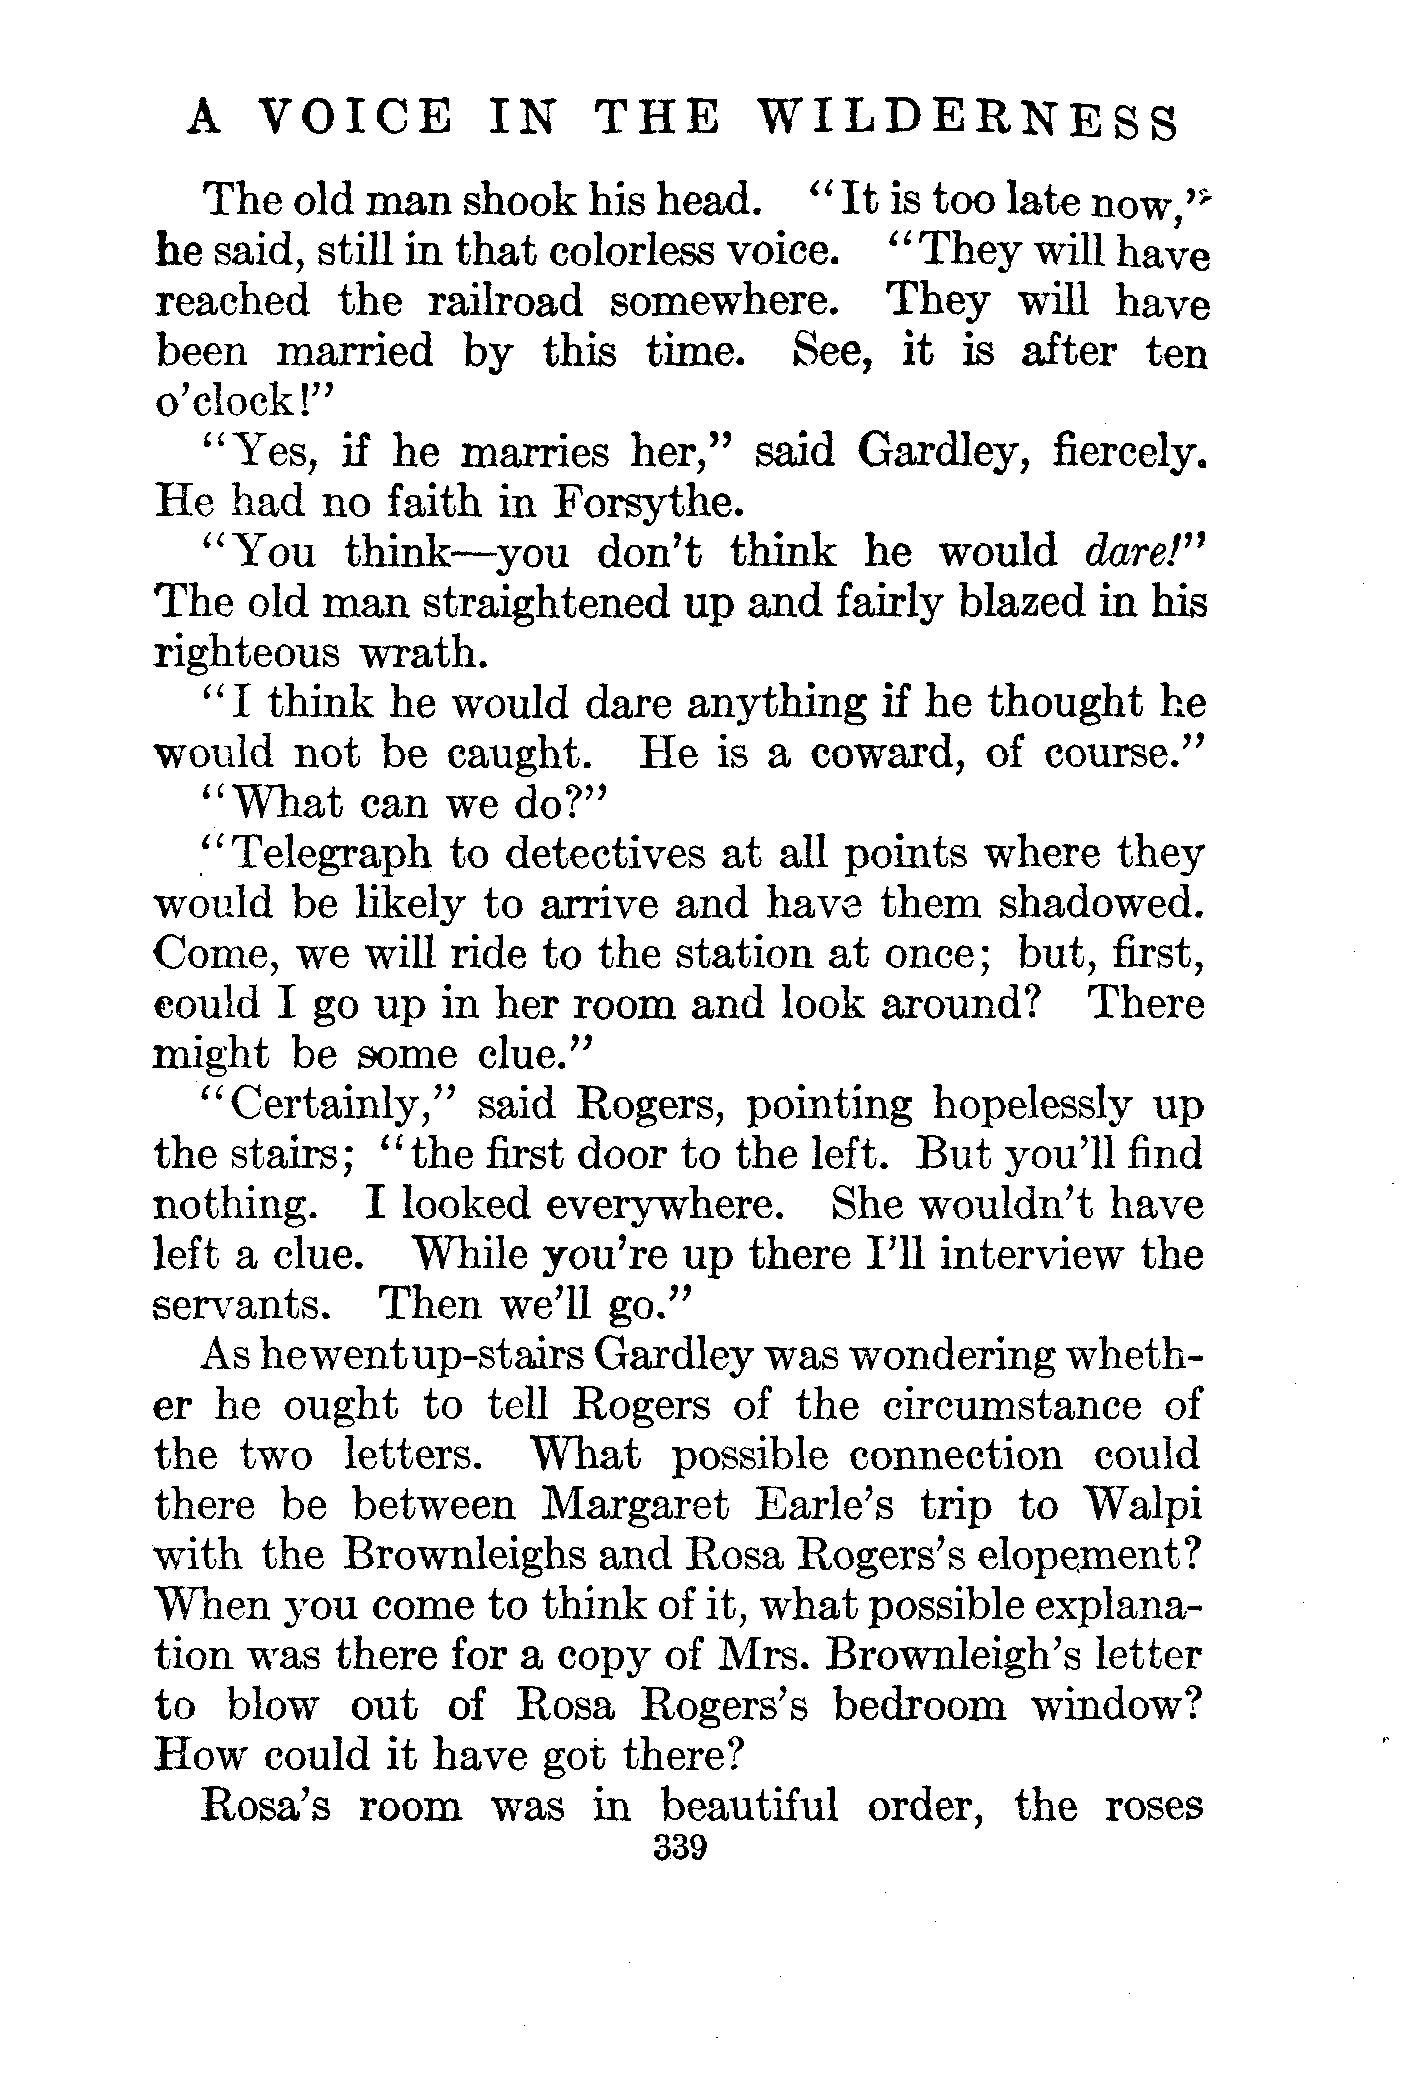 A VOICE IN THE WILDERNESS
The old man shook his head. "It is too late now,"
he said, still in that colorless voice. "They will have
reached the railroad somewhere. They will have
been married by this time. See, it is after ten
o'clock!"
"Yes, if he marries her," said Gardley, fiercely.
He had no faith in Forsythe.
"You think—you don't think he would dare!"
The old man straightened up and fairly blazed in his
righteous wrath.
"I think he would dare anything if he thought he
would not be caught. He is a coward, of course."
"What can we do?"
"Telegraph to detectives at all points where they
would be likely to arrive and have them shadowed.
Come, we will ride to the station at once; but, first,
could I go up in her room and look around? There
might be some clue."
"Certainly," said Rogers, pointing hopelessly up
the stairs; "the first door to the left. But you'll find
nothing. I looked everywhere. She wouldn't have
left a clue. While you're up there I'll interview the
servants. Then we'll go."
As he went up-stairs Gardley was wondering wheth-
er he ought to tell Rogers of the circumstance of
the two letters. What possible connection could
there be between Margaret Earle's trip to Walpi
with the Brownleighs and Rosa Rogers's elopement?
When you come to think of it, what possible explana-
tion was there for a copy of Mrs. Brownleigh's letter
to blow out of Rosa Rogers's bedroom window?
How could it have got there?
Rosa's room was in beautiful order, the roses
339